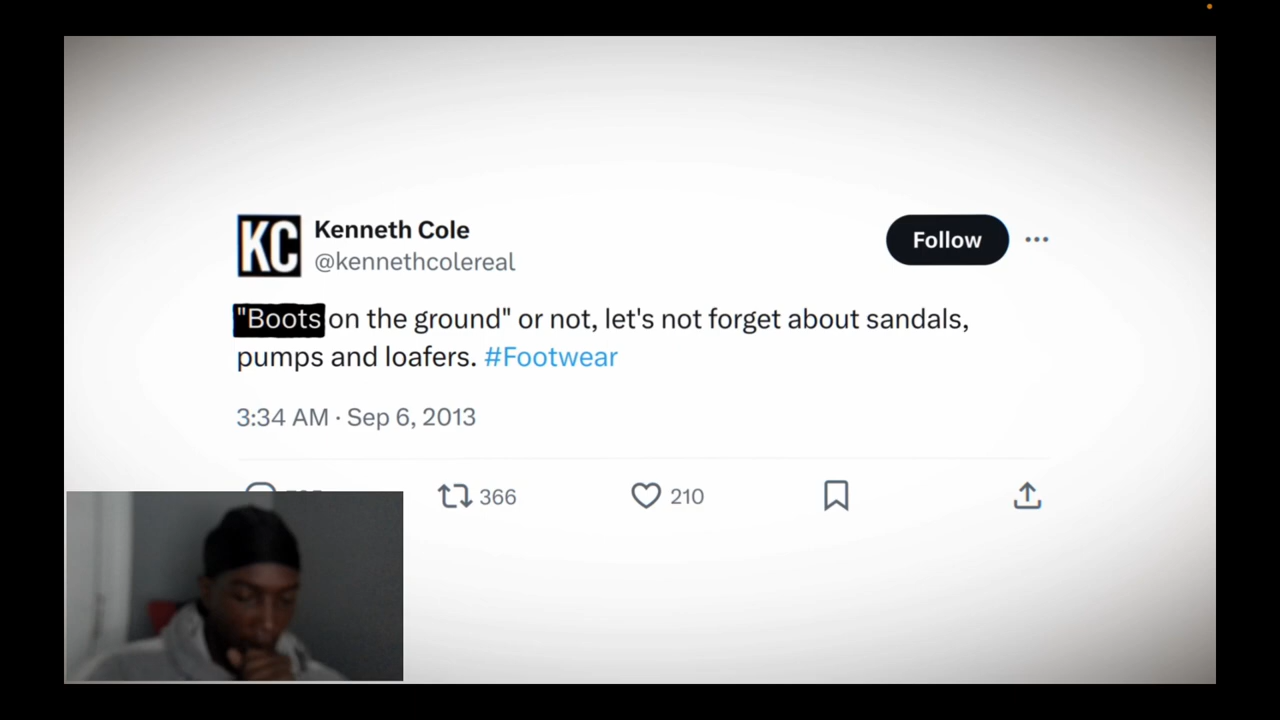 KC
Kenneth Cole
@kennethcolereal
Follow
"Boots on the ground" or not, let's not forget about sandals,
pumps and loafers. #Footwear
3:34 AM · Sep 6, 2013
366
210